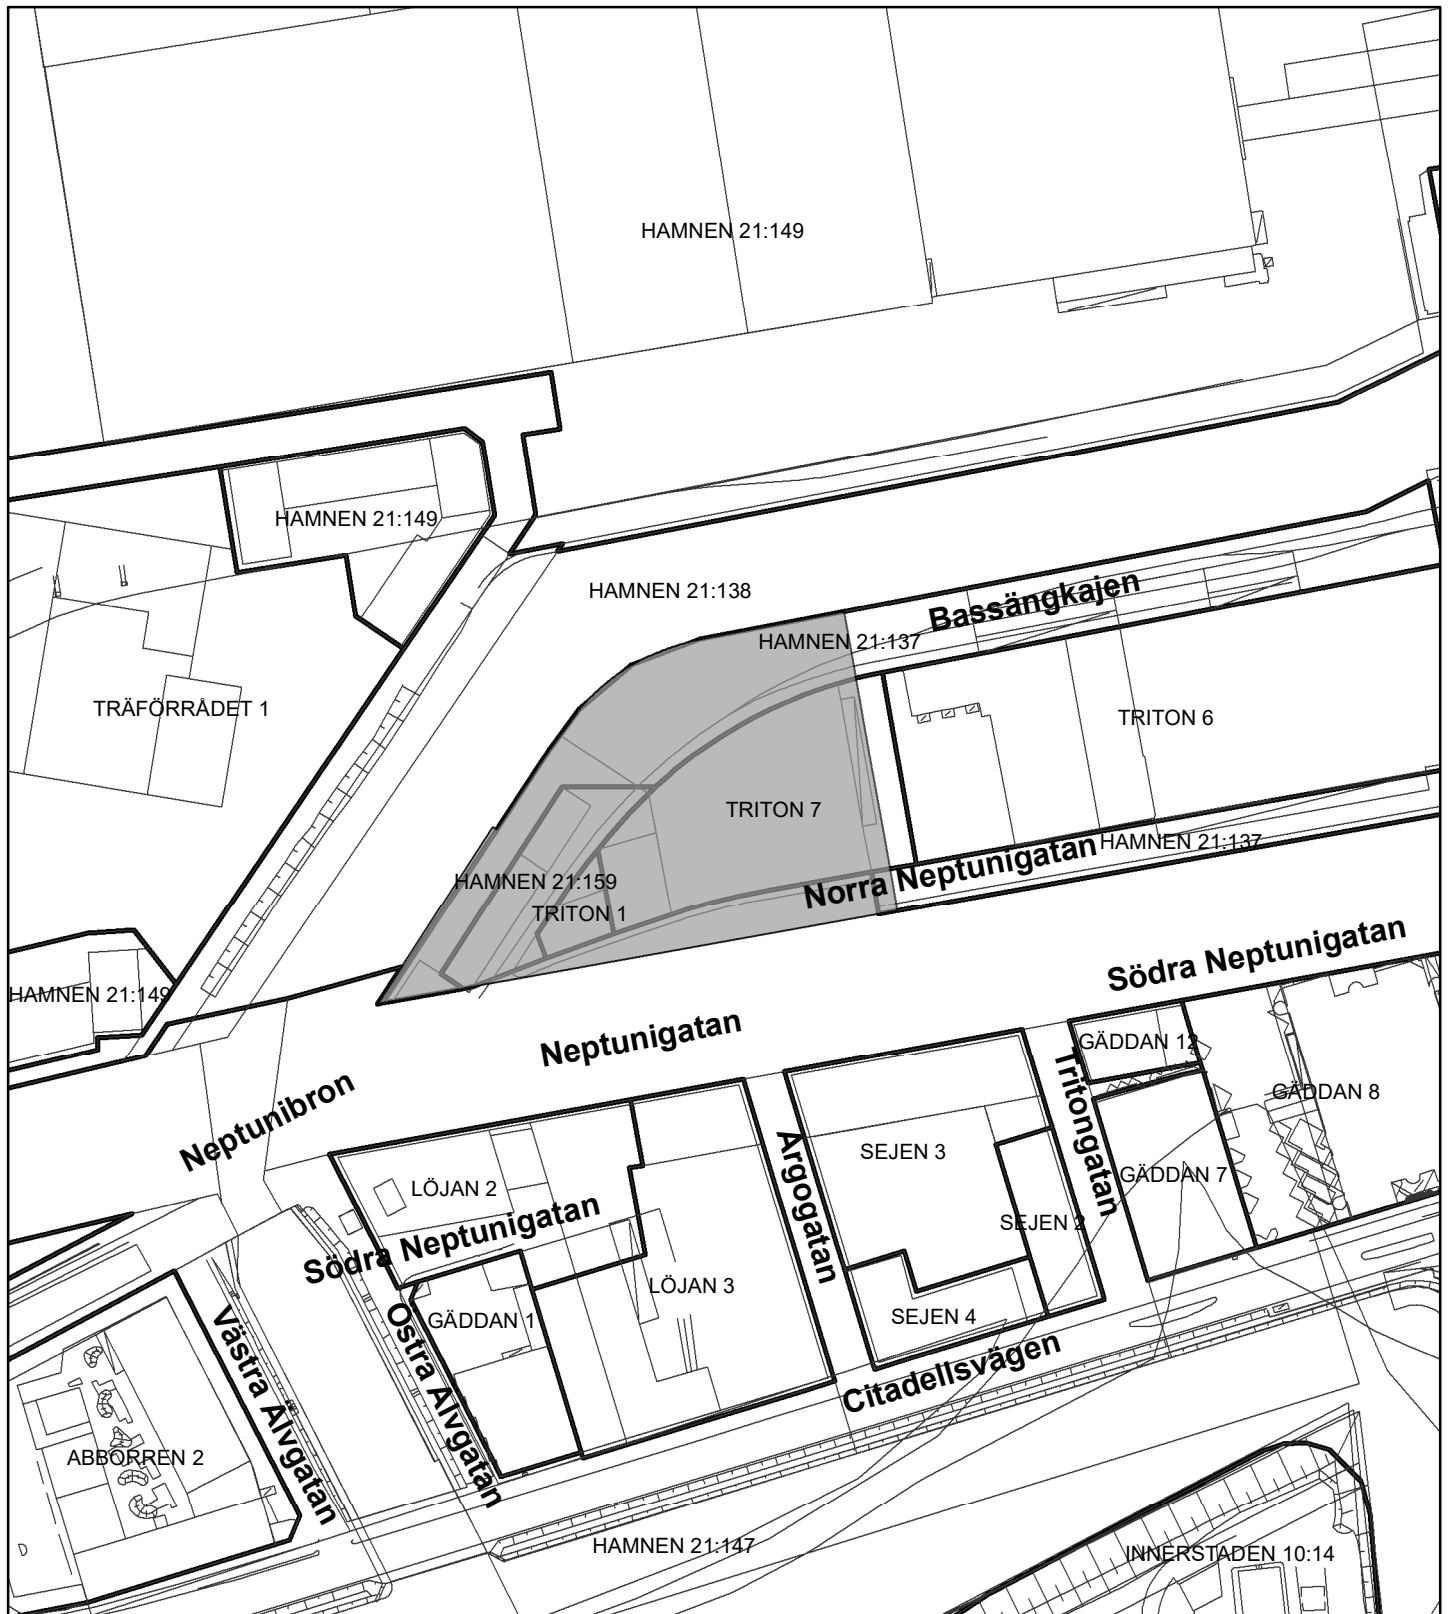 HAMNEN 21:149
HAMNEN 21:149
HAMNEN 21:138
Bassängkajen
HAMNEN 21:137
TRÄFÖRRÅDET 1
TRITON 6
TRITON 7
HAMNEN 21:137
Norra Neptunigatan
HAMNEN 21:159
TRITON 1
Södra Neptunigatan
HAMNEN 21:149
Neptunigatan
GÄDDAN 12
Neptunibron
Tritongatan
GÄDDAN 8
Argogatan
SEJEN 3
GÄDDAN 7
LÖJAN 2
SEJEN 2
Södra Neptunigatan
LÖJAN 3
GÄDDAN 1
SEJEN 4
Västra Alvgatan
Östra Alvgatan
Citadellsvägen
ABBORREN 2
HAMNEN 21:147
INNERSTADEN 10:14